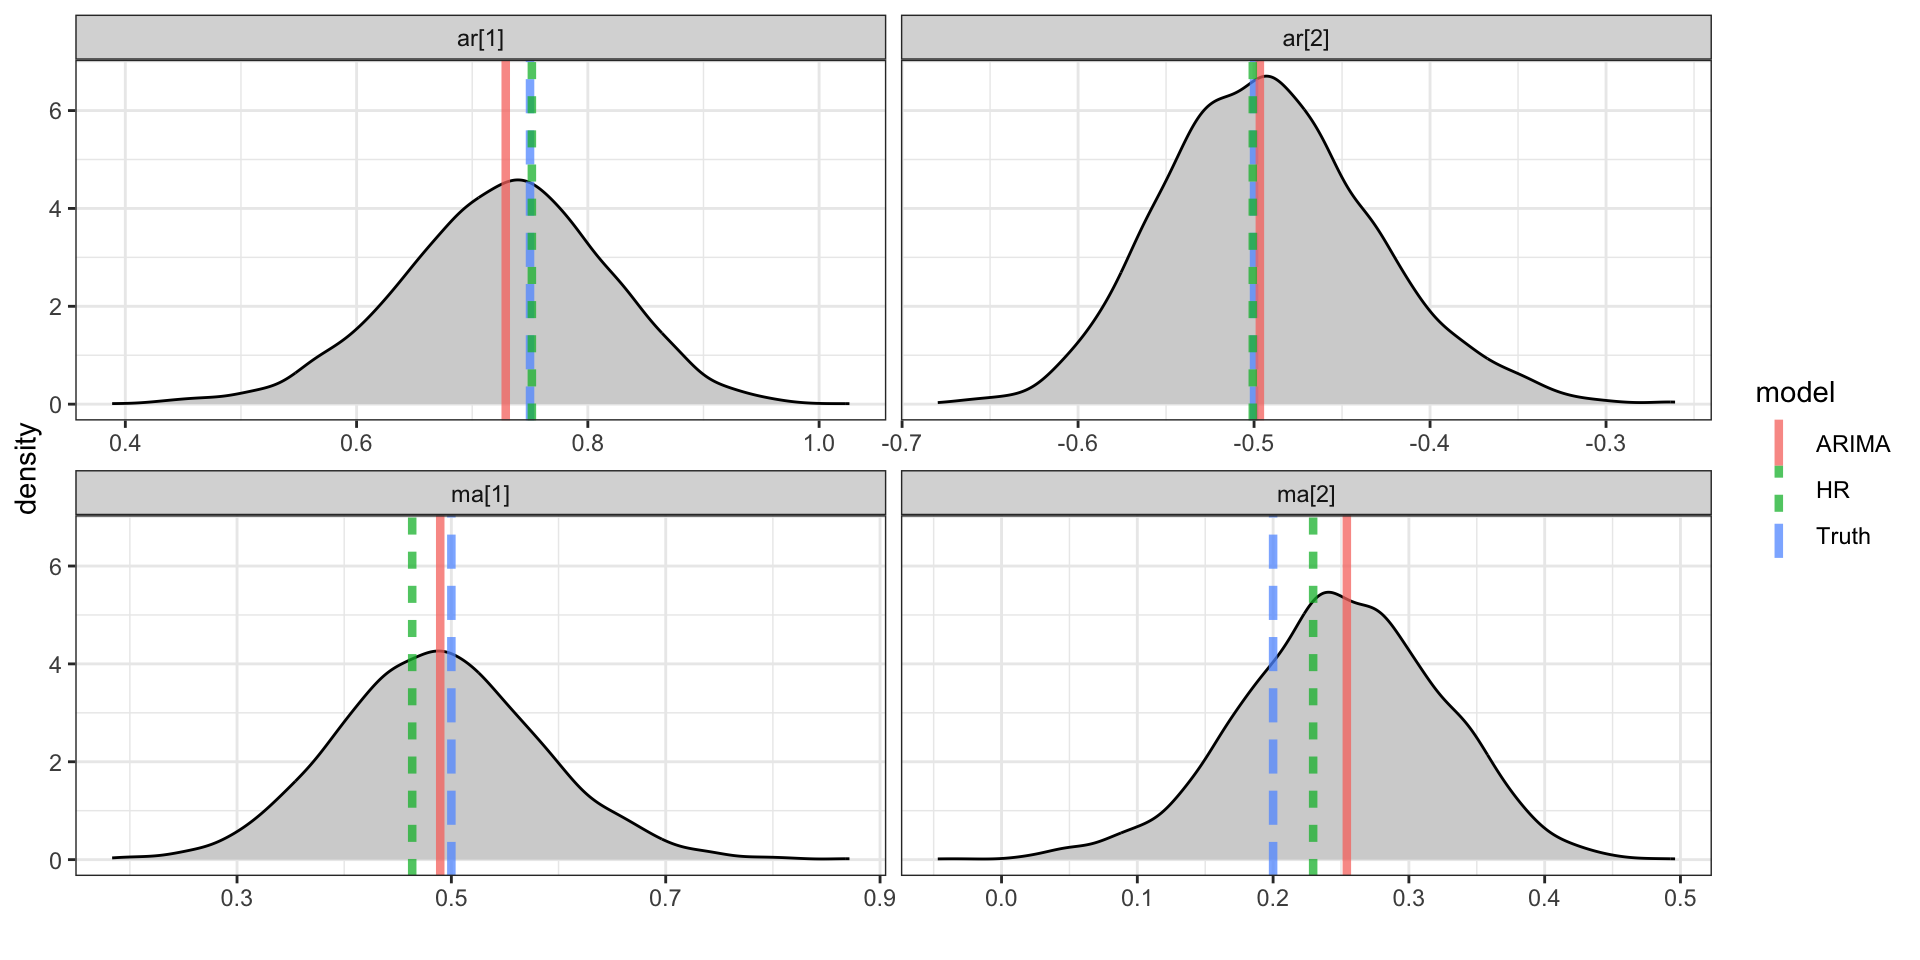 ar[1]
ar[2]
6
4
2
0
0.4 0.6 0.8 1.0
-0.7 -0.6 -0.5 -0.4 -0.3
density
ma[1]
ma[2]
6
4
2
0
0.3 0.5 0.7 0.9
0.0 0.1 0.2 0.3 0.4 0.5
model
ARIMA
HR
Truth